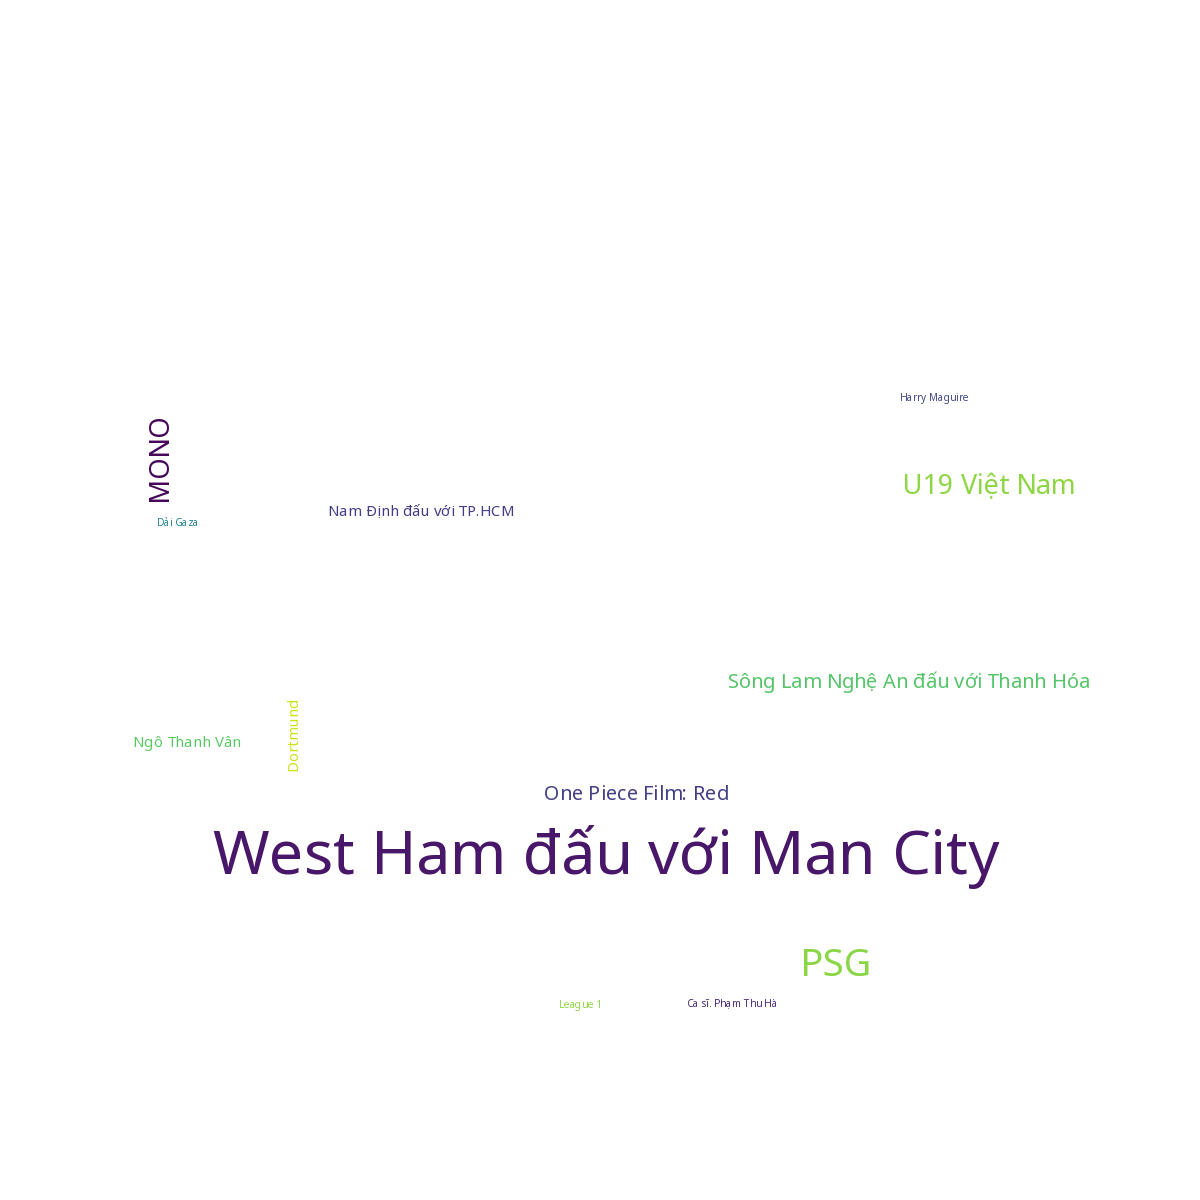 Harry Maguire
MONO
U19 Việt Nam
Nam Định đấu với TP.HCM
Dải Gaza
Sông Lam Nghệ An đấu với Thanh Hóa
Dortmund
Ngô Thanh Vân
One Piece Film: Red
West Ham đấu với Man City
PSG
League 1
Ca sĩ. Phạm Thu Hà